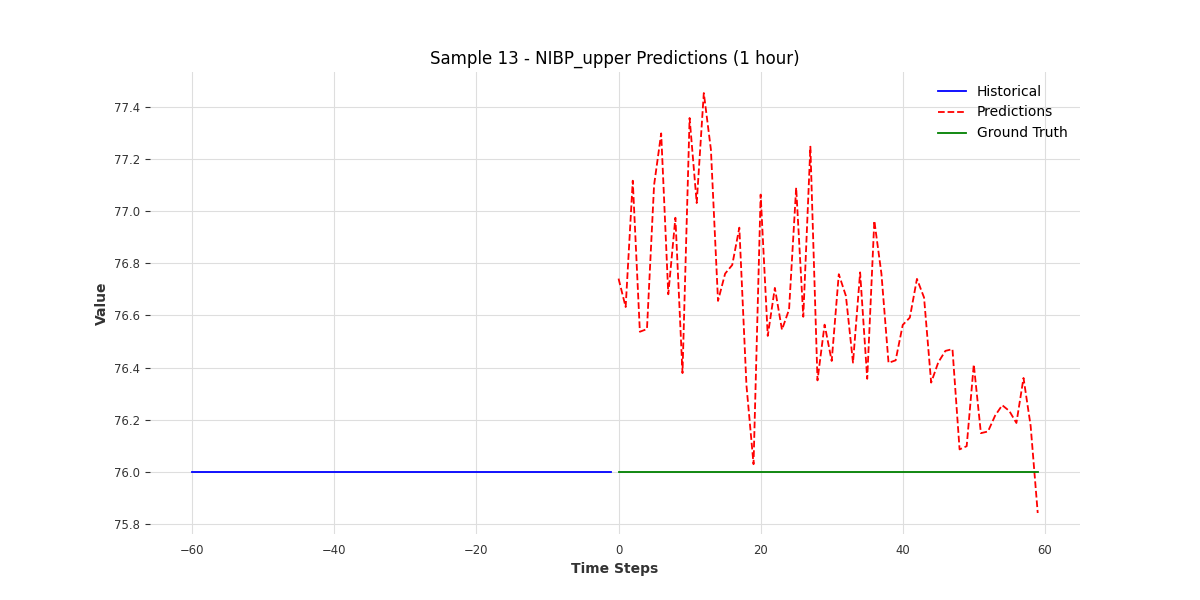 Sample 13 - NIBP_upper Predictions (1 hour)
Historical
Predictions
Ground Truth
Value
77.4
77.2
77.0
76.8
76.6
76.4
76.2
76.0
75.8
−60
−40
−20
0
20
40
60
Time Steps